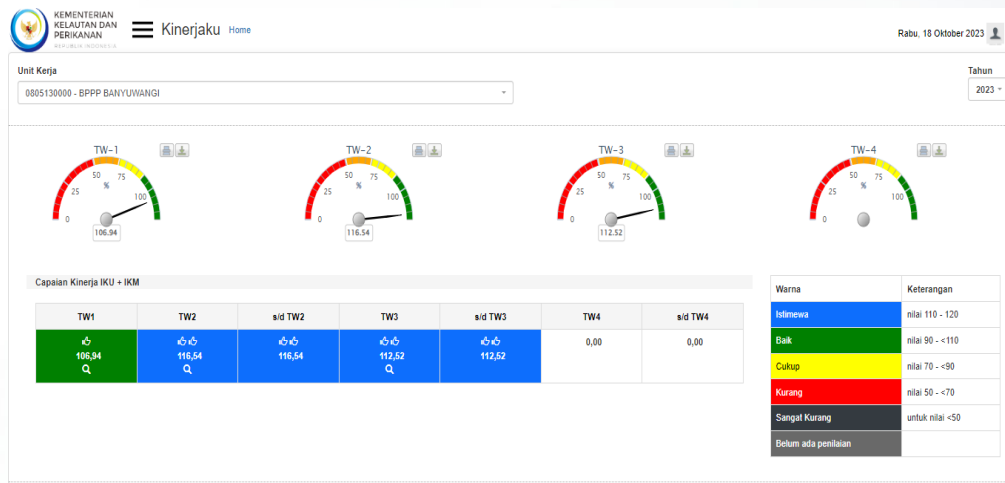 KEMENTERIAN
KELAUTAN DAN
PERIKANAN
REPUBLIK INDONESIA
Kinerjaku Home
Rabu, 18 Oktober 2023
Unit Kerja
Tahun
0805130000 - BPPP BANYUWANGI
2023
TW-1
0 25 50 75 100
%
106.94
TW-2
0 25 50 75 100
%
116.54
TW-3
0 25 50 75 100
%
112.52
TW-4
0 25 50 75 100
%
Capaian Kinerja IKU + IKM
TW1 TW2 s/d TW2 TW3 s/d TW3 TW4 s/d TW4
106,94 116,54 116,54 112,52 112,52 0,00 0,00
Warna Keterangan
Istimewa nilai 110 - 120
Baik nilai 90 - <110
Cukup nilai 70 - <90
Kurang nilai 50 - <70
Sangat Kurang untuk nilai <50
Belum ada penilaian